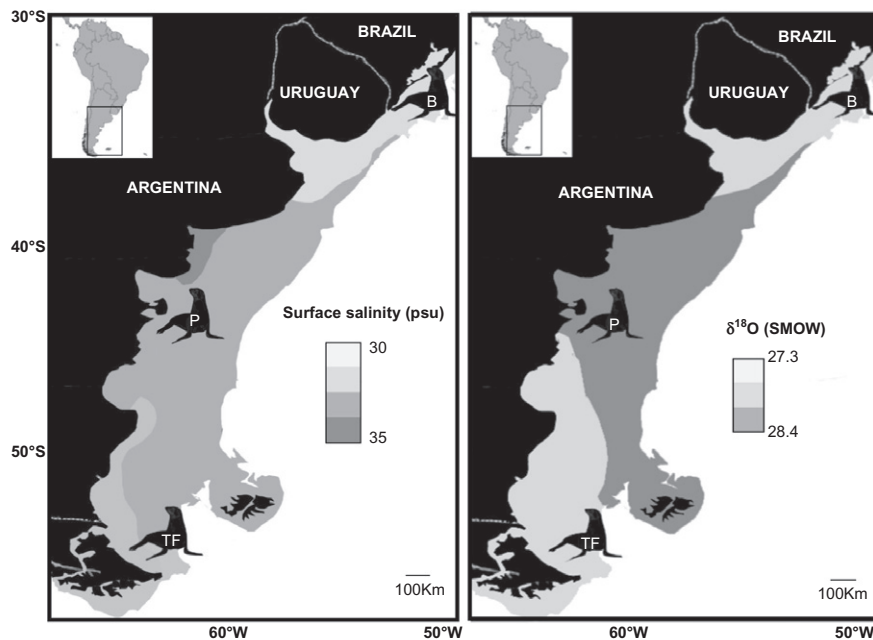 30°S
BRAZIL
URUGUAY
B
ARGENTINA
40°S
P
Surface salinity (psu)
30
35
50°S
TF
100Km
60°W
50°W
BRAZIL
URUGUAY
B
ARGENTINA
P
δ¹⁸O (SMOW)
27.3
28.4
TF
100Km
60°W
50°W